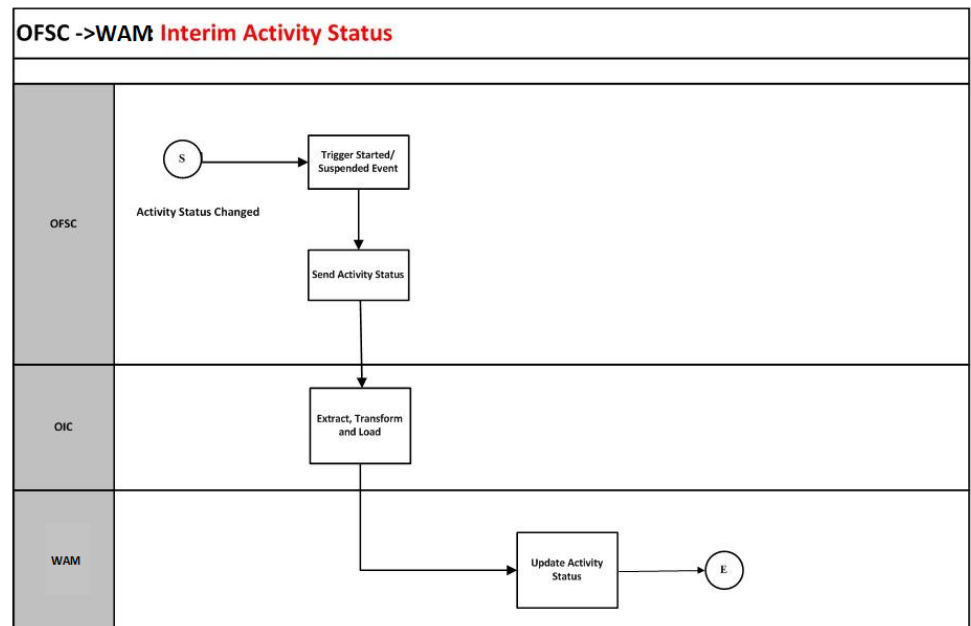 OFSC ->WAM: Interim Activity Status
S
Trigger Started/
Suspended Event
Activity Status Changed
OFSC
Send Activity Status
Extract, Transform
and Load
OIC
WAM
Update Activity
Status
E